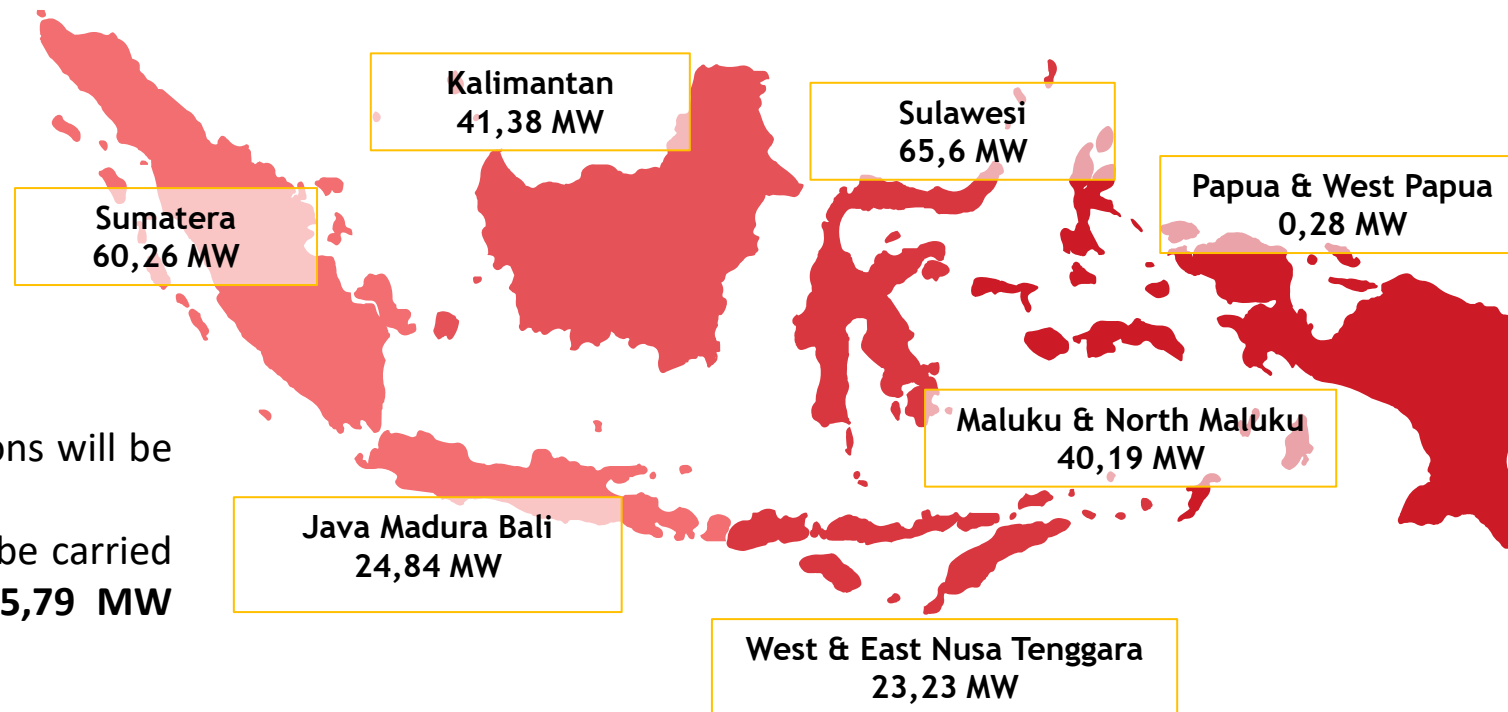 Kalimantan
41,38 MW
Sulawesi
65,6 MW
Papua & West Papua
0,28 MW
Sumatera
60,26 MW
Maluku & North Maluku
40,19 MW
ons will be
be carried
5,79 MW
Java Madura Bali
24,84 MW
West & East Nusa Tenggara
23,23 MW